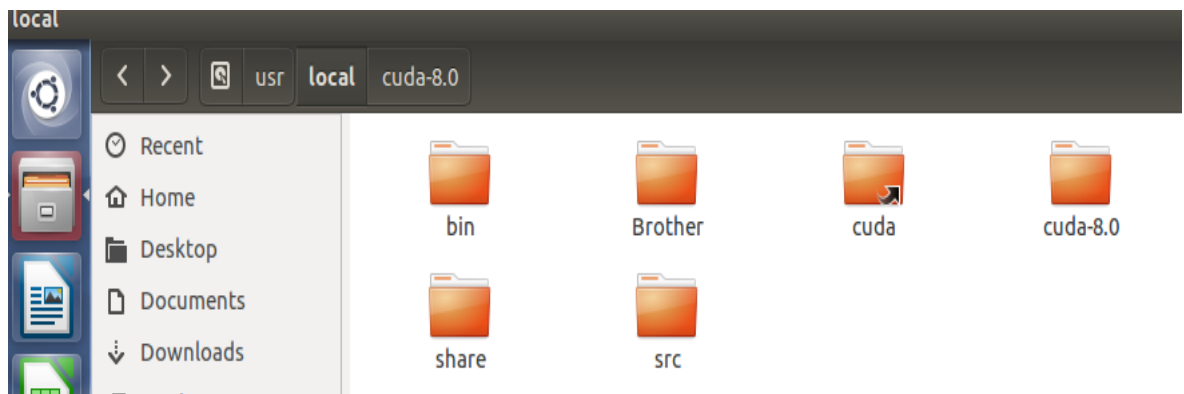 local
usr local cuda-8.0
Recent
Home
Desktop
Documents
Downloads
bin Brother cuda cuda-8.0
share src